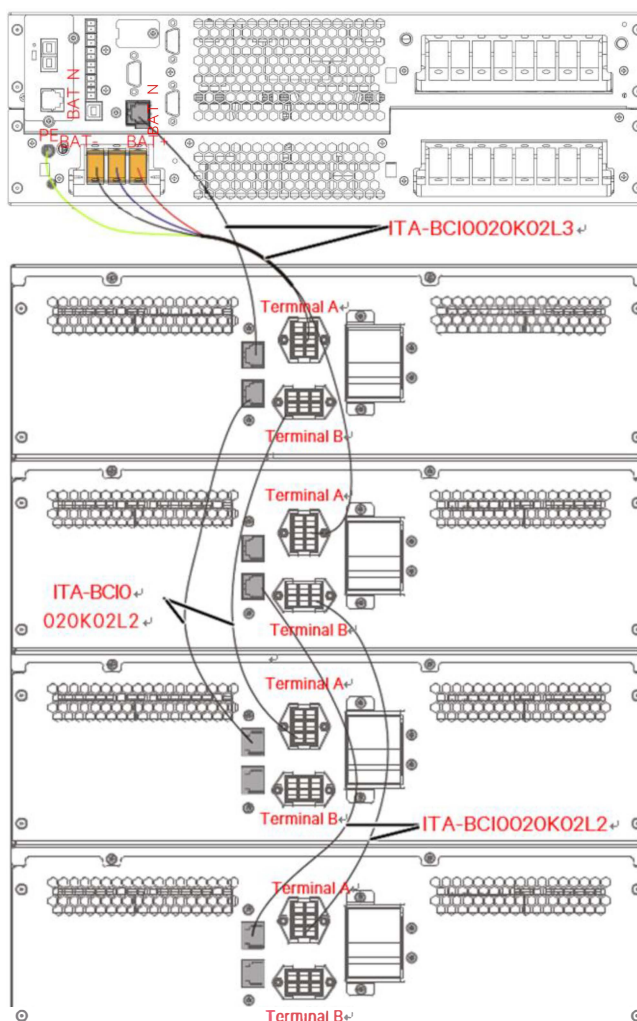 BAT N
BAT N
PE
BAT-
BAT+
ITA-BCI0020K02L3
Terminal A
Terminal B
Terminal A
ITA-BCI0
020K02L2
Terminal B
Terminal A
Terminal B
ITA-BCI0020K02L2
Terminal A
Terminal B